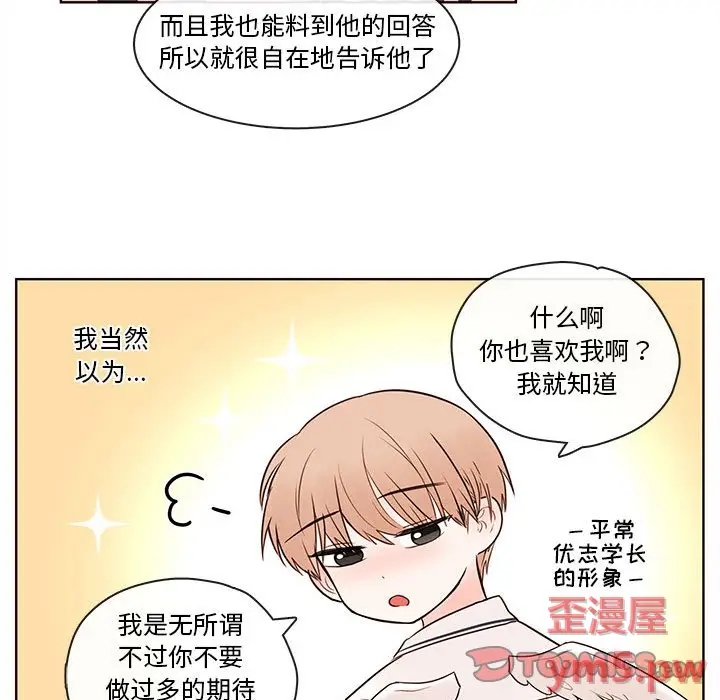 而且我也能料到他的回答
所以就很自在地告诉他了
我当然
以为...
什么啊
你也喜欢我啊？
我就知道
－平常
优志学长
的形象－
我是无所谓
不过你不要
做过多的期待
歪漫屋
DTOOMICS
yms.pw